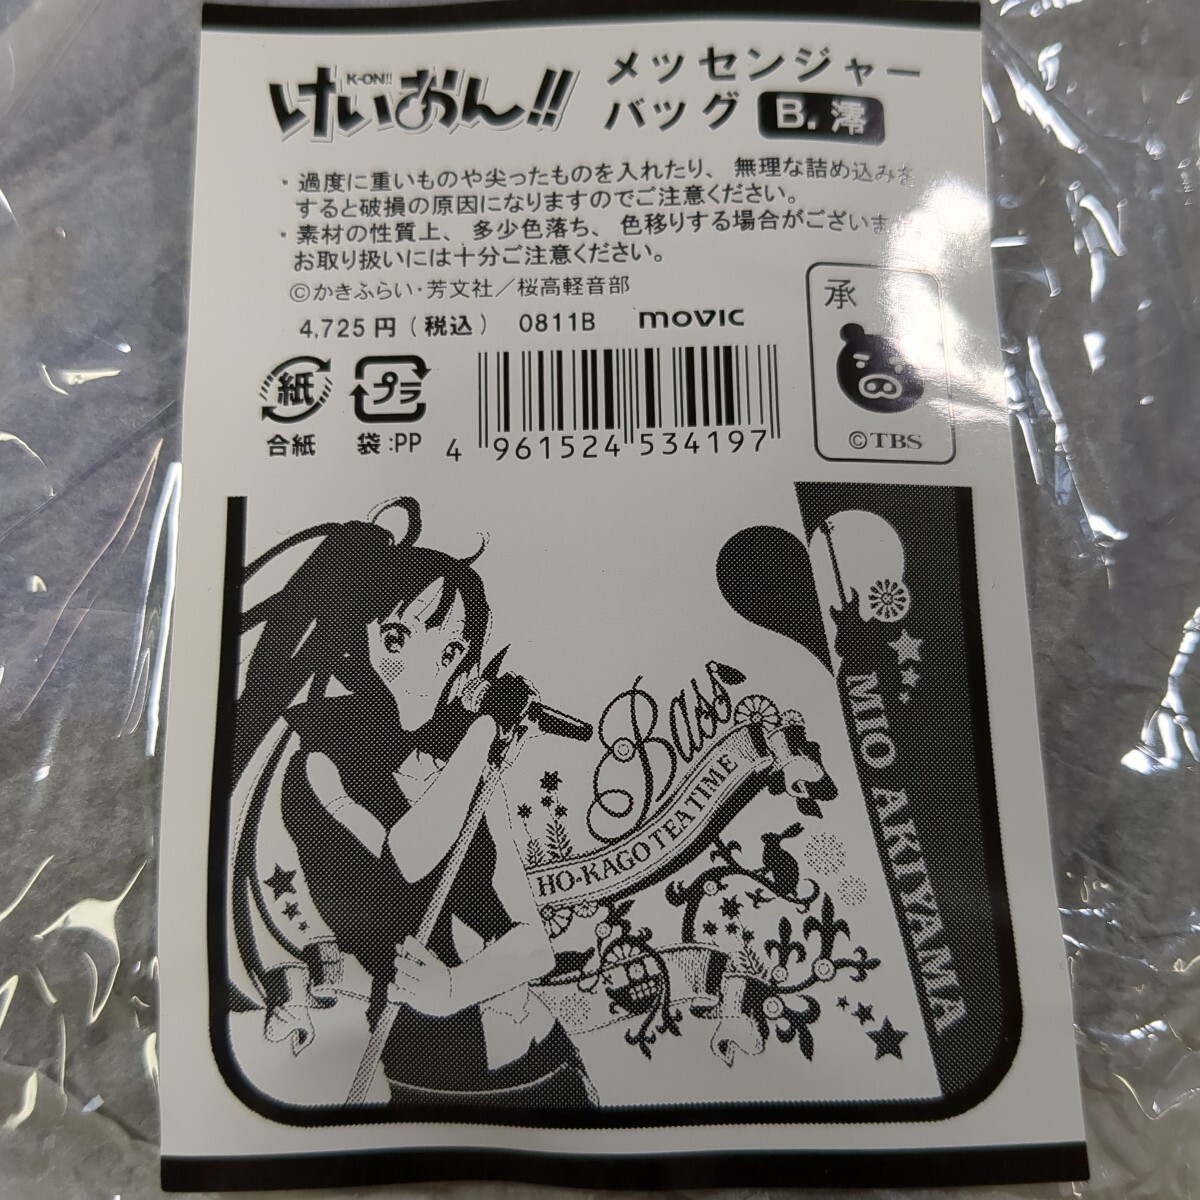 K-ON!!
けいおん!!
メッセンジャー
バッグ B. 澪
・過度に重いものや尖ったものを入れたり、無理な詰め込みを
すると破損の原因になりますのでご注意ください。
・素材の性質上、多少色落ち、色移りする場合がございます。
お取り扱いには十分ご注意ください。
©かきふらい・芳文社／桜高軽音部
4,725円(税込) 0811B movic
承
©TBS
紙
合紙
プラ
袋:PP
4 961524 534197
Bass
HO-KAGO TEA TIME
MIO AKIYAMA